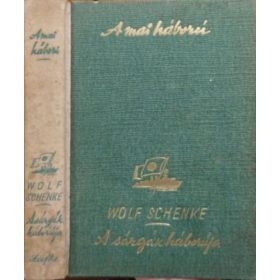 A mai
háború
WOLF
SCHENKE
A sárgák
háborúja
A mai háború
WOLF SCHENKE
A sárgák háborúja